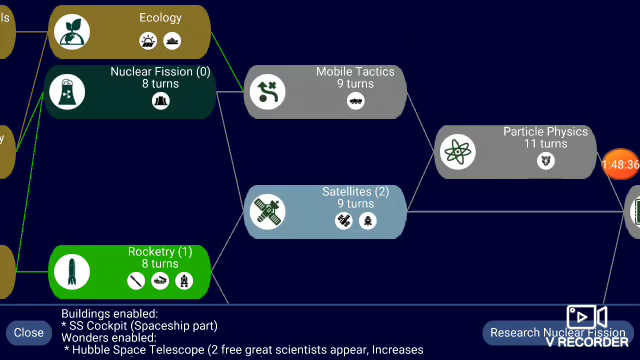 ls
Ecology
Nuclear Fission (0)
8 turns
Mobile Tactics
9 turns
y
Particle Physics
11 turns
1:48:36
Satellites (2)
9 turns
Rocketry (1)
8 turns
Buildings enabled:
* SS Cockpit (Spaceship part)
Wonders enabled:
* Hubble Space Telescope (2 free great scientists appear, Increases
Close
Research Nuclear Fission
V RECORDER